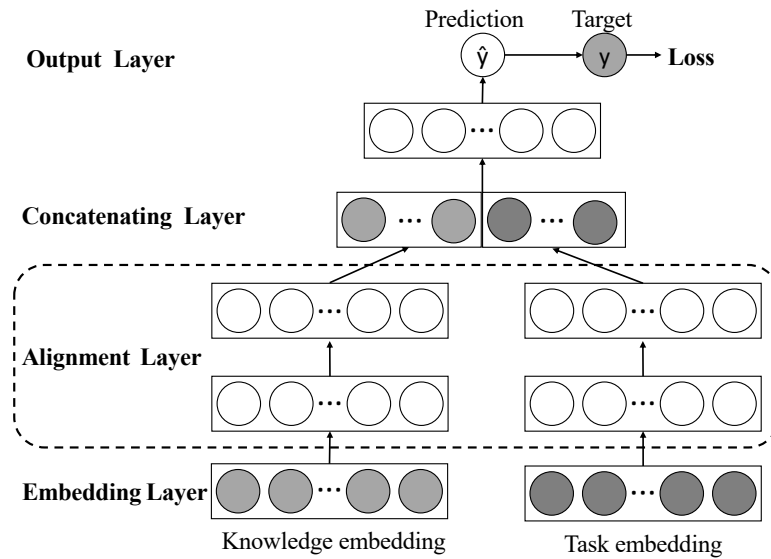 Prediction
Target
Output Layer
ŷ
y
Loss
...
Concatenating Layer
... ...
... ...
Alignment Layer
... ...
Embedding Layer
... ...
Knowledge embedding
Task embedding